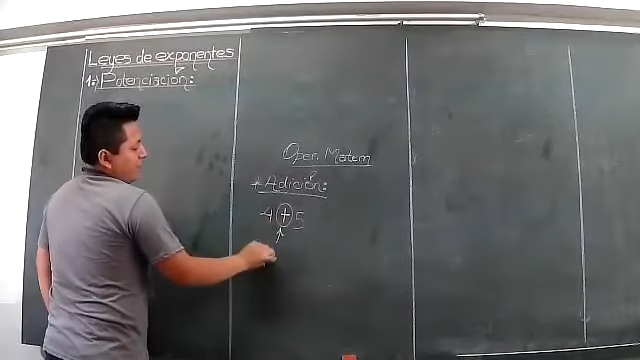 Leyes de exponentes
1.) Potenciación:
Oper. Matem
+ Adición:
4 + 5